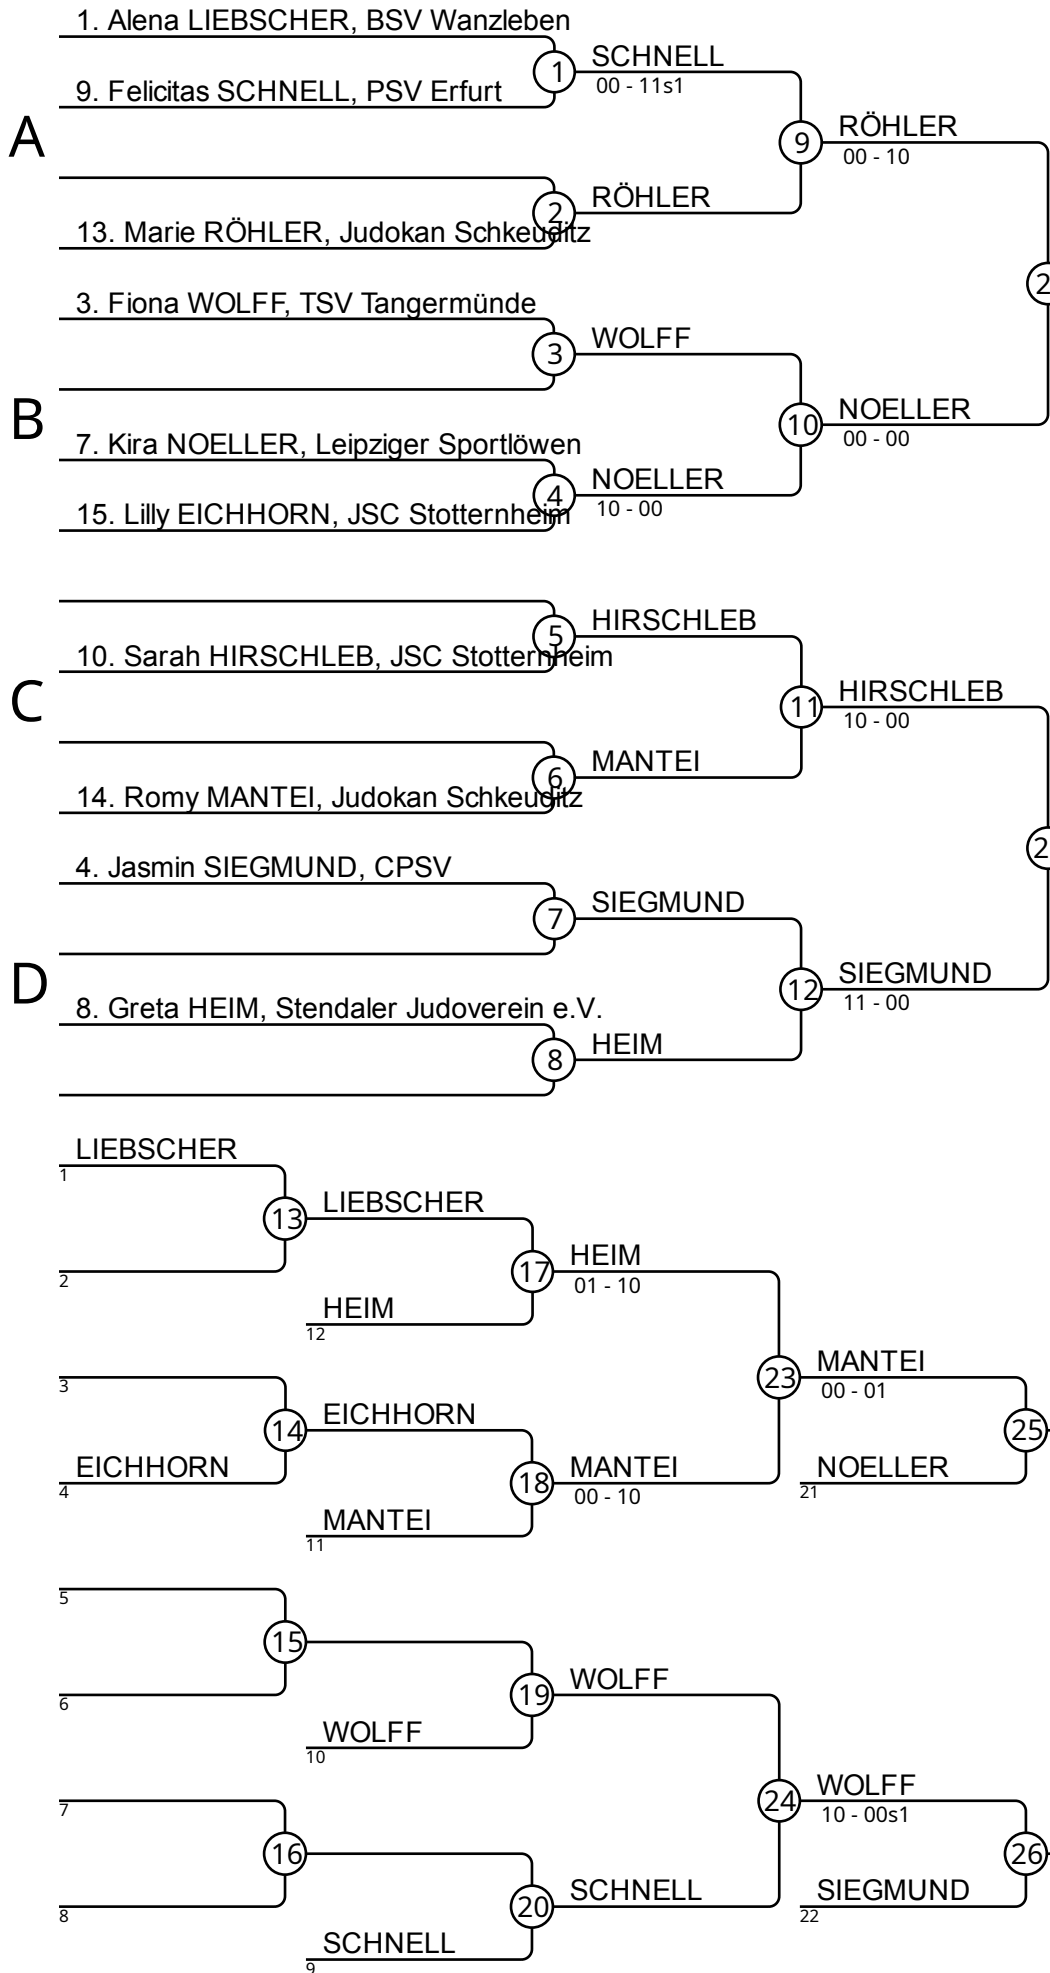 1. Alena LIEBSCHER, BSV Wanzleben
1
SCHNELL
00 - 11s1
9. Felicitas SCHNELL, PSV Erfurt
A
9
RÖHLER
00 - 10
2
RÖHLER
13. Marie RÖHLER, Judokan Schkeuditz
2
3. Fiona WOLFF, TSV Tangermünde
3
WOLFF
B
10
NOELLER
00 - 00
7. Kira NOELLER, Leipziger Sportlöwen
4
NOELLER
10 - 00
15. Lilly EICHHORN, JSC Stotternheim
5
HIRSCHLEB
10. Sarah HIRSCHLEB, JSC Stotternheim
C
11
HIRSCHLEB
10 - 00
6
MANTEI
14. Romy MANTEI, Judokan Schkeuditz
2
4. Jasmin SIEGMUND, CPSV
7
SIEGMUND
D
12
SIEGMUND
11 - 00
8. Greta HEIM, Stendaler Judoverein e.V.
8
HEIM
LIEBSCHER
1
13
LIEBSCHER
2
17
HEIM
01 - 10
HEIM
12
3
23
MANTEI
00 - 01
14
EICHHORN
25
EICHHORN
4
18
MANTEI
00 - 10
NOELLER
21
MANTEI
11
5
15
6
19
WOLFF
WOLFF
10
7
24
WOLFF
10 - 00s1
16
26
8
20
SCHNELL
SIEGMUND
22
SCHNELL
9